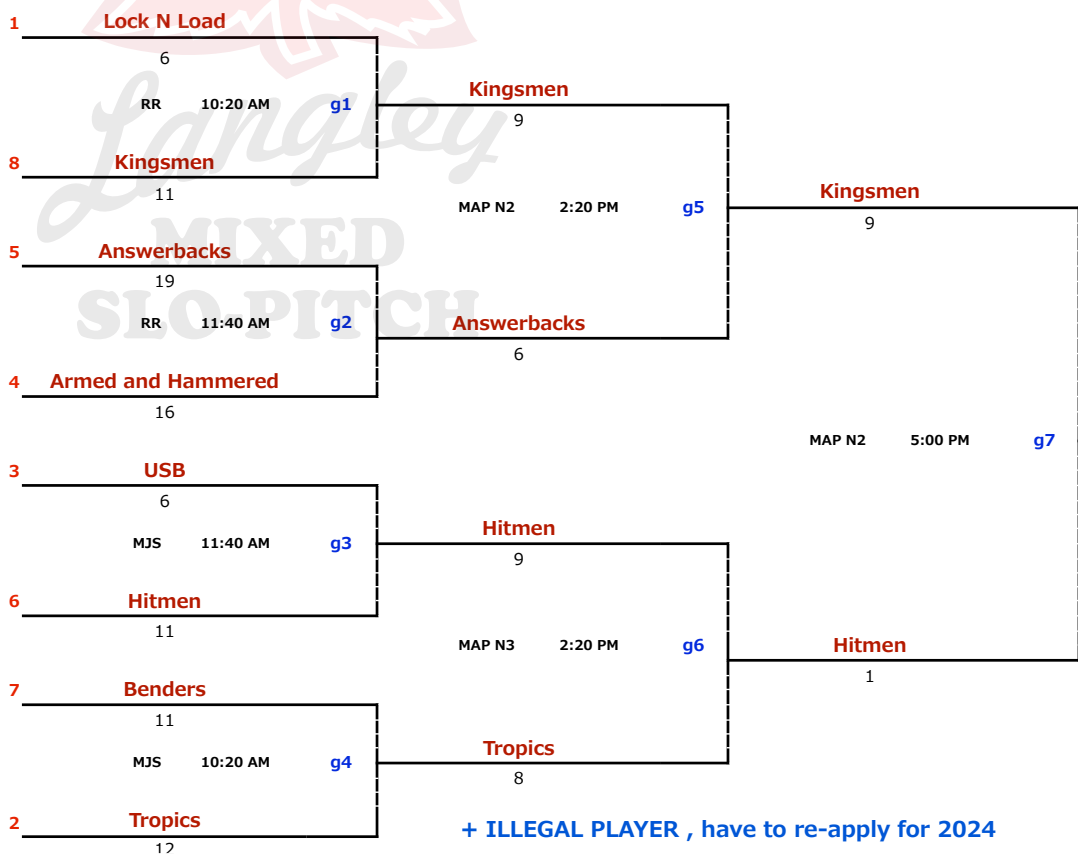 1 Lock N Load
6
RR 10:20 AM g1
8 Kingsmen
11
5 Answerbacks
19
RR 11:40 AM g2
4 Armed and Hammered
16
3 USB
6
MJS 11:40 AM g3
6 Hitmen
11
7 Benders
11
MJS 10:20 AM g4
2 Tropics
12
Kingsmen
9
MAP N2 2:20 PM g5
Answerbacks
6
Hitmen
9
MAP N3 2:20 PM g6
Tropics
8
Kingsmen
9
MAP N2 5:00 PM g7
Hitmen
1
+ ILLEGAL PLAYER , have to re-apply for 2024
Langley
MIXED
SLO-PITCH